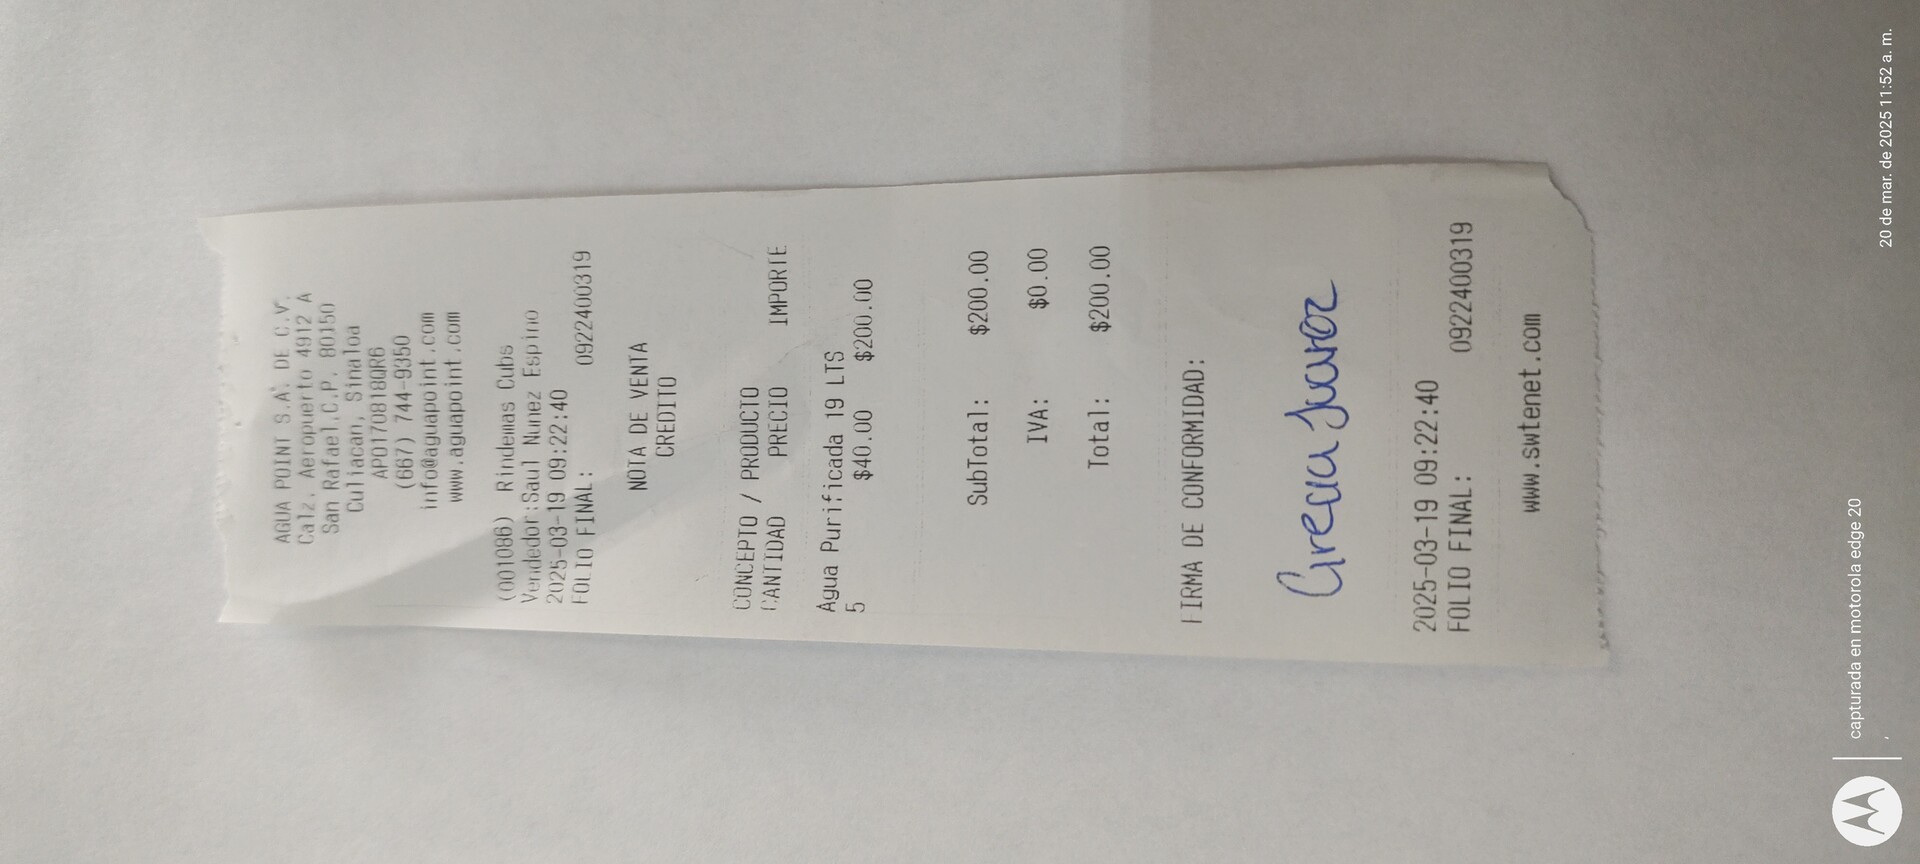 AGUA POINT S.A. DE C.V.
Calz. Aeropuerto 4912 A
San Rafael,C.P. 80150
Culiacan, Sinaloa
APO170818QR6
(667) 744-9350
info@aguapoint.com
www.aguapoint.com
(001086) Rindemas Cubs
Vendedor:Saul Nunez Espino
2025-03-19 09:22:40
FOLIO FINAL: 0922400319
NOTA DE VENTA
CREDITO
CONCEPTO / PRODUCTO
CANTIDAD PRECIO IMPORTE
Agua Purificada 19 LTS
5 $40.00 $200.00
SubTotal: $200.00
IVA: $0.00
Total: $200.00
FIRMA DE CONFORMIDAD:
Grecia Juarez
2025-03-19 09:22:40
FOLIO FINAL: 0922400319
www.swtenet.com
capturada en motorola edge 20
20 de mar. de 2025 11:52 a. m.